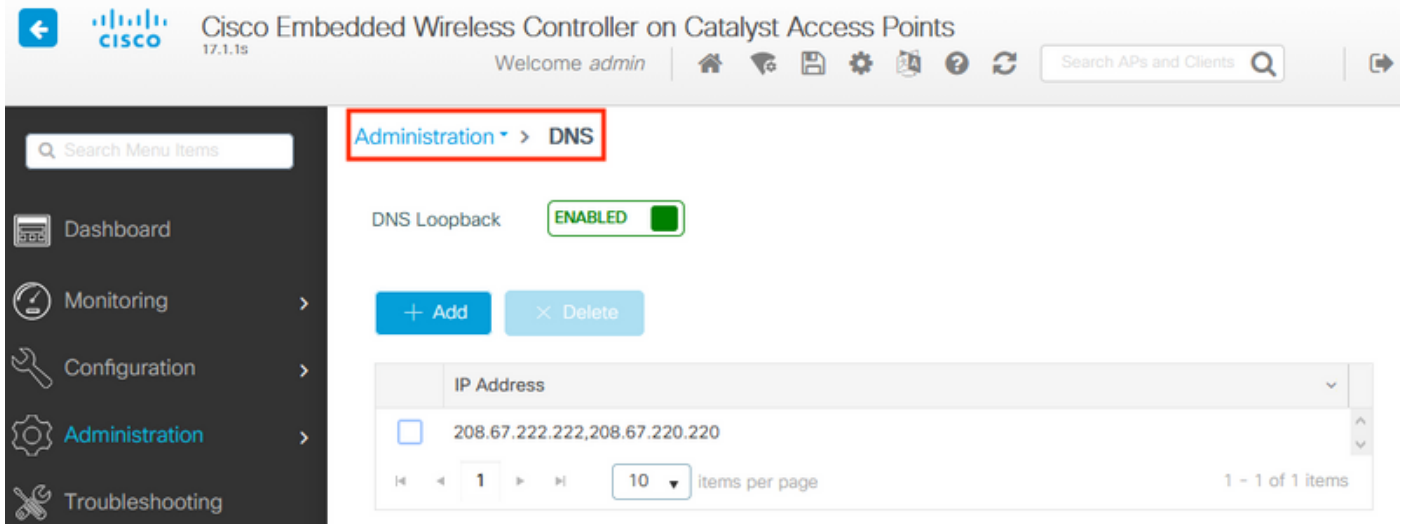 CISCO
Cisco Embedded Wireless Controller on Catalyst Access Points
17.1.1s
Welcome admin
Search APs and Clients
Search Menu Items
Administration > DNS
Dashboard
DNS Loopback ENABLED
Monitoring
+ Add × Delete
Configuration
IP Address
Administration
208.67.222.222,208.67.220.220
1 10 items per page 1 - 1 of 1 items
Troubleshooting